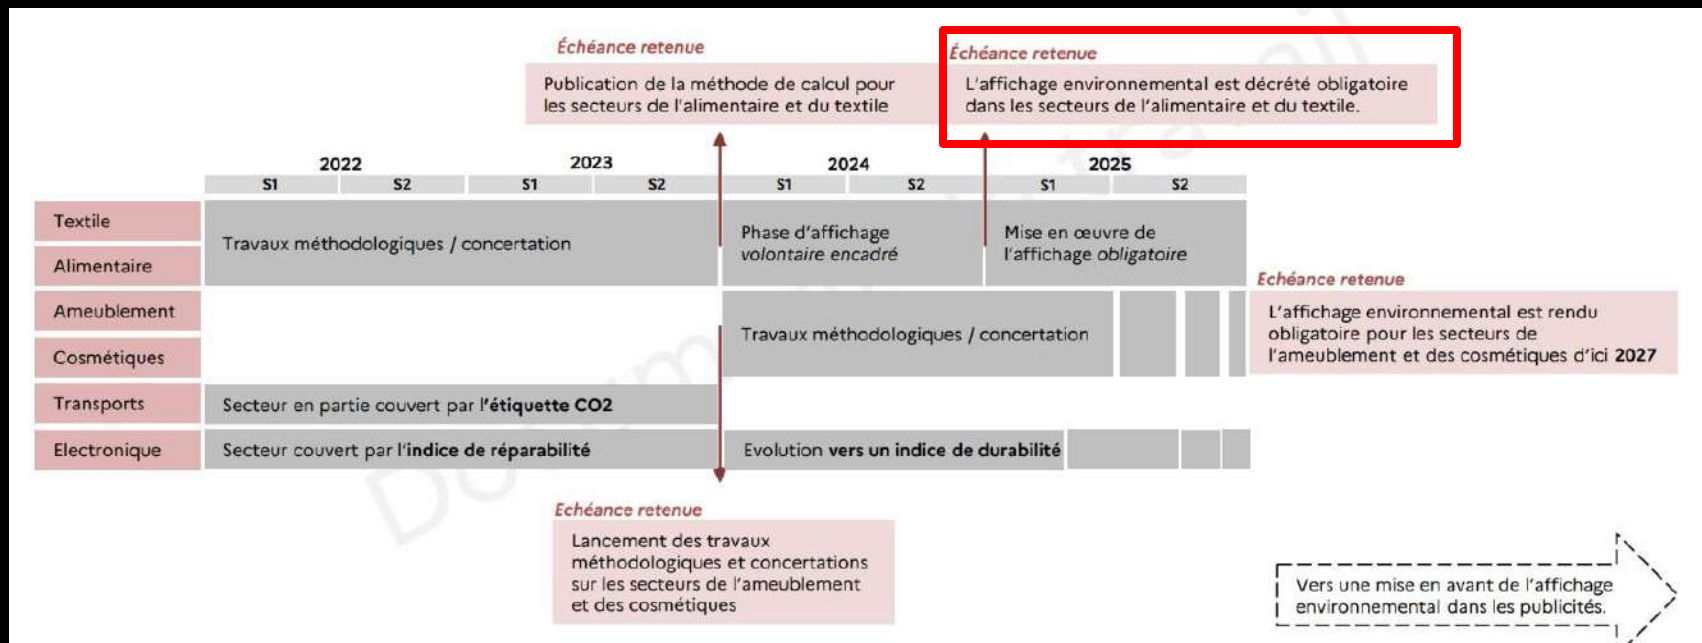 Échéance retenue
Publication de la méthode de calcul pour
les secteurs de l'alimentaire et du textile
Échéance retenue
L'affichage environnemental est décrété obligatoire
dans les secteurs de l'alimentaire et du textile.
2022
2023
2024
2025
S1
S2
S1
S2
S1
S2
S1
S2
Textile
Alimentaire
Travaux méthodologiques / concertation
Phase d'affichage
volontaire encadré
Mise en œuvre de
l'affichage obligatoire
Ameublement
Cosmétiques
Travaux méthodologiques / concertation
Echéance retenue
L'affichage environnemental est rendu
obligatoire pour les secteurs de
l'ameublement et des cosmétiques d'ici 2027
Transports
Secteur en partie couvert par l'étiquette CO2
Electronique
Secteur couvert par l'indice de réparabilité
Evolution vers un indice de durabilité
Echéance retenue
Lancement des travaux
méthodologiques et concertations
sur les secteurs de l'ameublement
et des cosmétiques
Vers une mise en avant de l'affichage
environnemental dans les publicités.